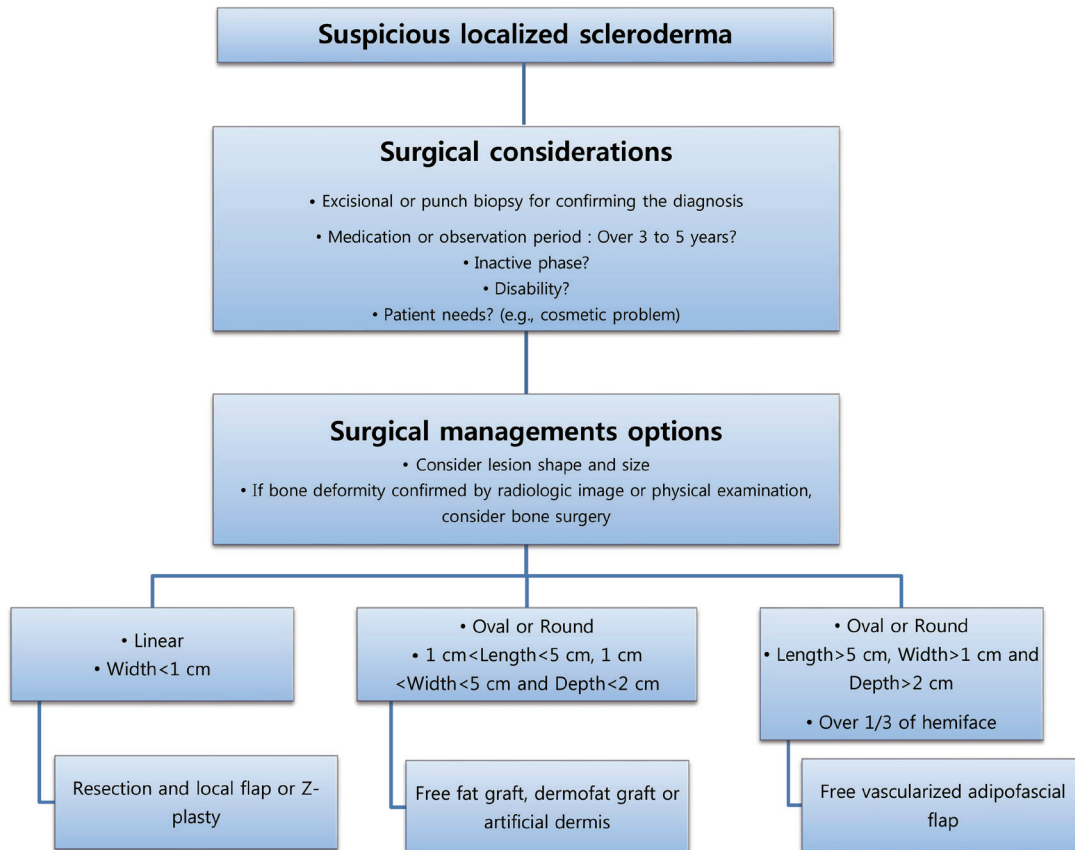 Suspicious localized scleroderma
Surgical considerations
• Excisional or punch biopsy for confirming the diagnosis
• Medication or observation period : Over 3 to 5 years?
• Inactive phase?
• Disability?
• Patient needs? (e.g., cosmetic problem)
Surgical managements options
• Consider lesion shape and size
• If bone deformity confirmed by radiologic image or physical examination,
consider bone surgery
• Linear
• Width<1 cm
• Oval or Round
• 1 cm<Length<5 cm, 1 cm
<Width<5 cm and Depth<2 cm
• Oval or Round
• Length>5 cm, Width>1 cm and
Depth>2 cm
• Over 1/3 of hemiface
Resection and local flap or Z-
plasty
Free fat graft, dermofat graft or
artificial dermis
Free vascularized adipofascial
flap